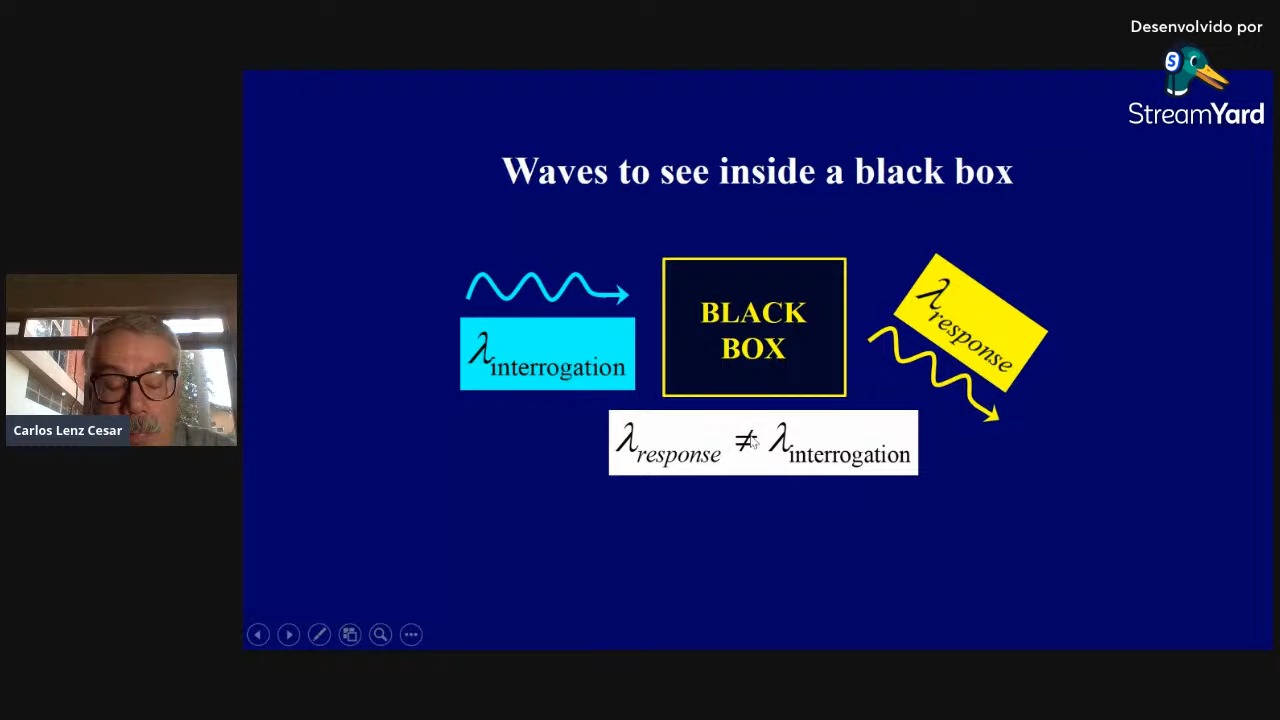 Desenvolvido por
S
StreamYard
Waves to see inside a black box
λinterrogation
BLACK
BOX
λresponse
λresponse ≠ λinterrogation
Carlos Lenz Cesar